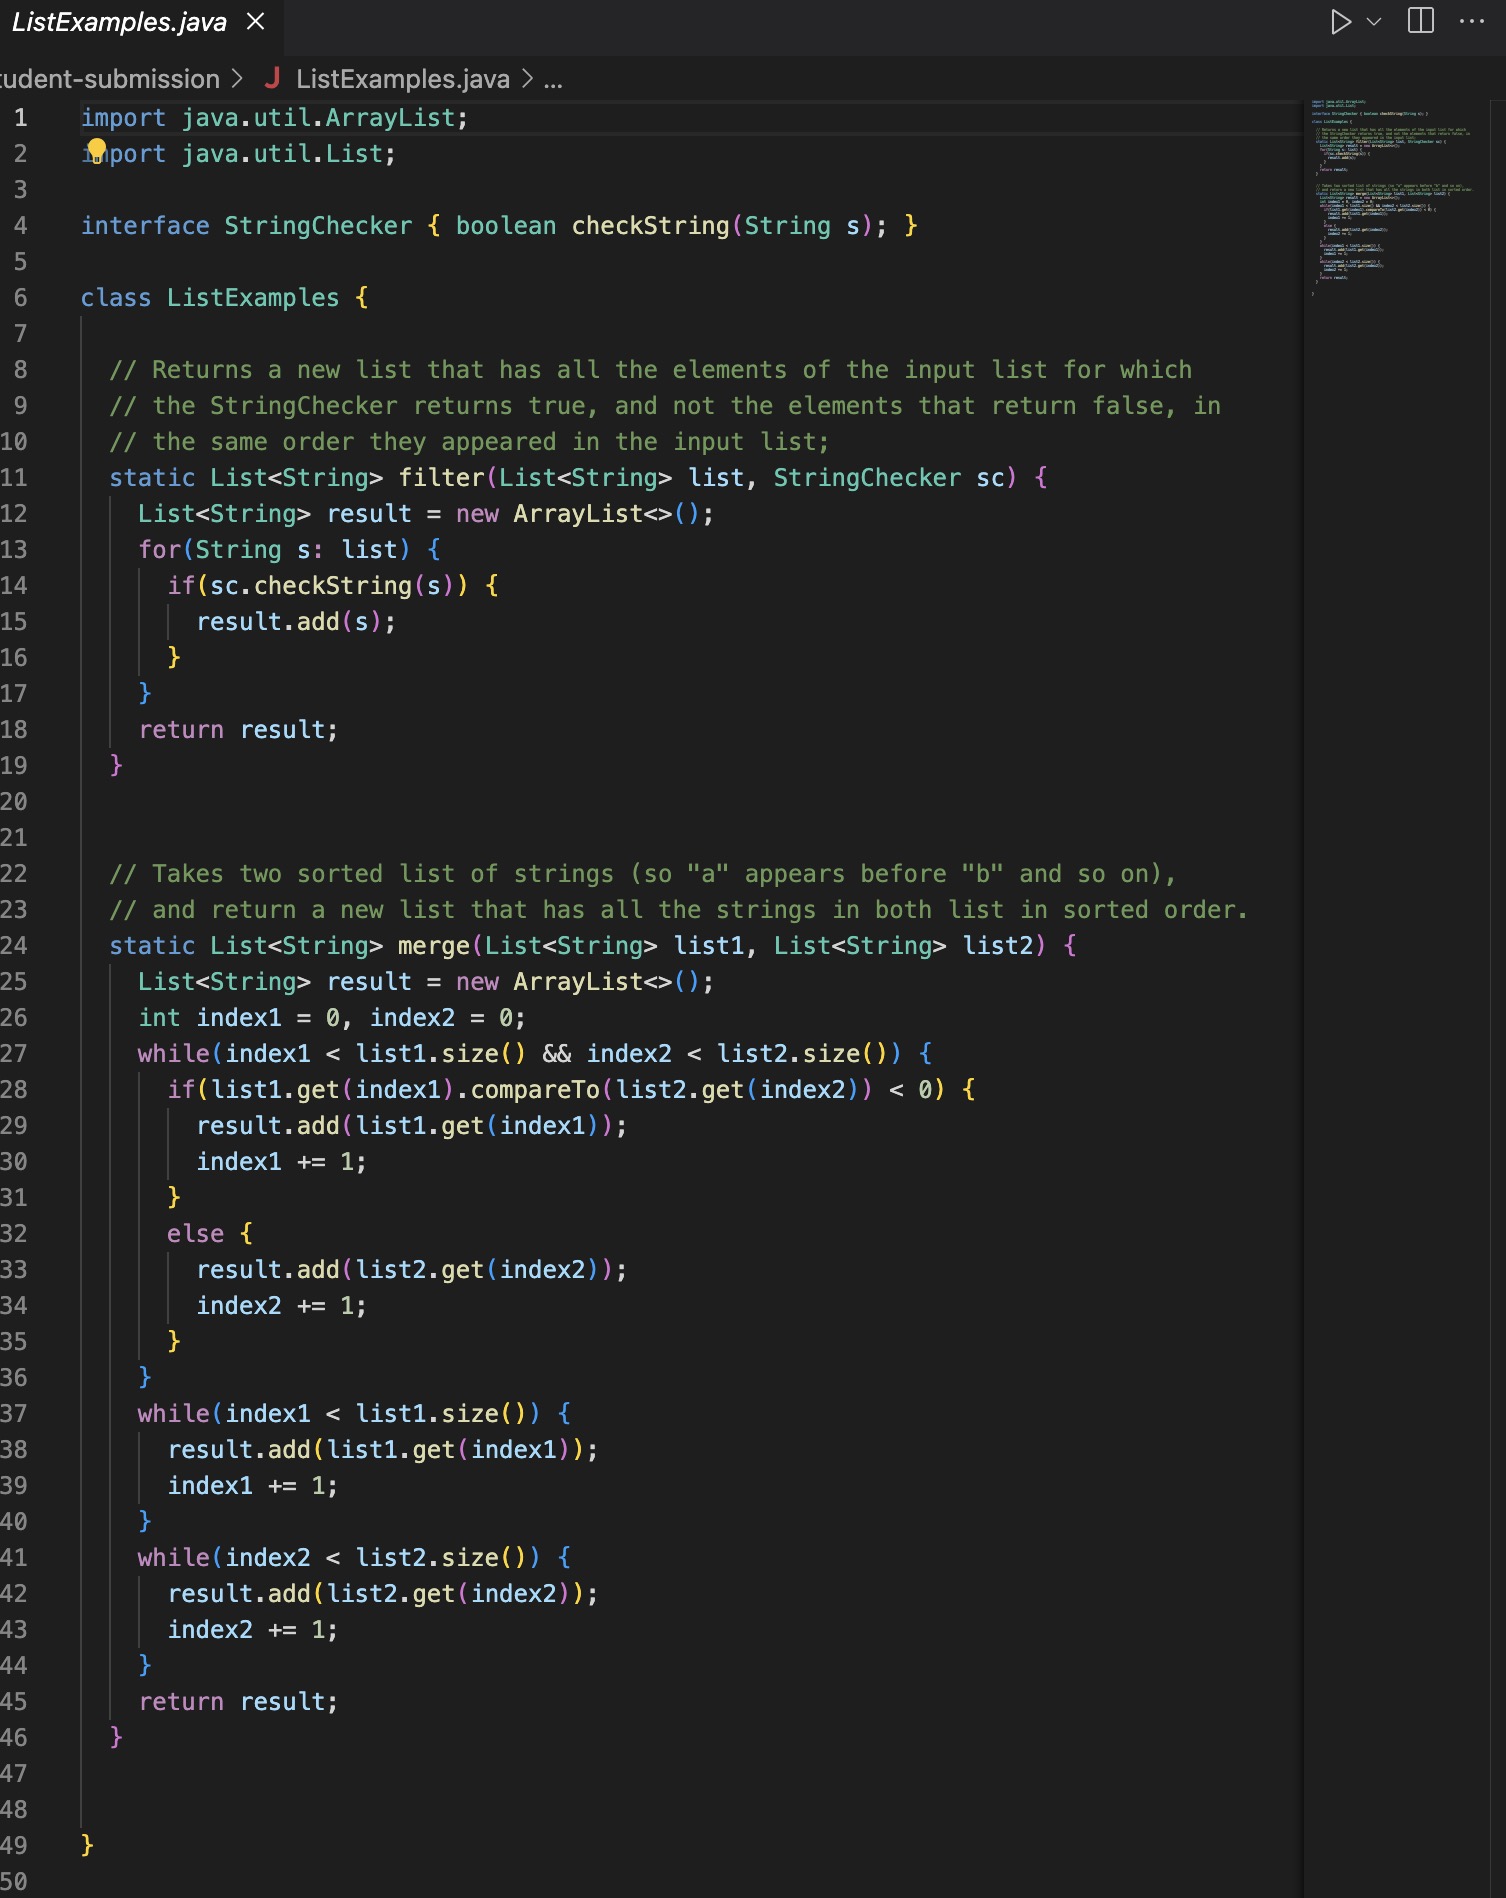 ListExamples.java
tudent-submission > J ListExamples.java > ...
1 import java.util.ArrayList;
2 import java.util.List;
3
4 interface StringChecker { boolean checkString(String s); }
5
6 class ListExamples {
7
8   // Returns a new list that has all the elements of the input list for which
9   // the StringChecker returns true, and not the elements that return false, in
10   // the same order they appeared in the input list;
11   static List<String> filter(List<String> list, StringChecker sc) {
12     List<String> result = new ArrayList<>();
13     for(String s: list) {
14       if(sc.checkString(s)) {
15         result.add(s);
16       }
17     }
18     return result;
19   }
20
21
22   // Takes two sorted list of strings (so "a" appears before "b" and so on),
23   // and return a new list that has all the strings in both list in sorted order.
24   static List<String> merge(List<String> list1, List<String> list2) {
25     List<String> result = new ArrayList<>();
26     int index1 = 0, index2 = 0;
27     while(index1 < list1.size() && index2 < list2.size()) {
28       if(list1.get(index1).compareTo(list2.get(index2)) < 0) {
29         result.add(list1.get(index1));
30         index1 += 1;
31       }
32       else {
33         result.add(list2.get(index2));
34         index2 += 1;
35       }
36     }
37     while(index1 < list1.size()) {
38       result.add(list1.get(index1));
39       index1 += 1;
40     }
41     while(index2 < list2.size()) {
42       result.add(list2.get(index2));
43       index2 += 1;
44     }
45     return result;
46   }
47
48
49 }
50